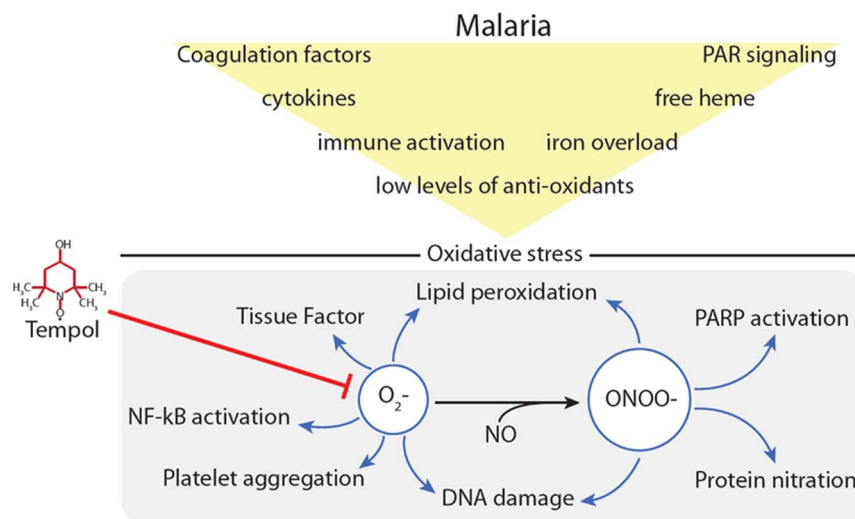 Malaria
Coagulation factors PAR signaling
cytokines free heme
immune activation iron overload
low levels of anti-oxidants
Oxidative stress
OH
H₃C CH₃
H₃C N CH₃
O
Tempol
Lipid peroxidation
Tissue Factor
PARP activation
O₂- ONOO-
NF-kB activation
NO
Platelet aggregation
Protein nitration
DNA damage